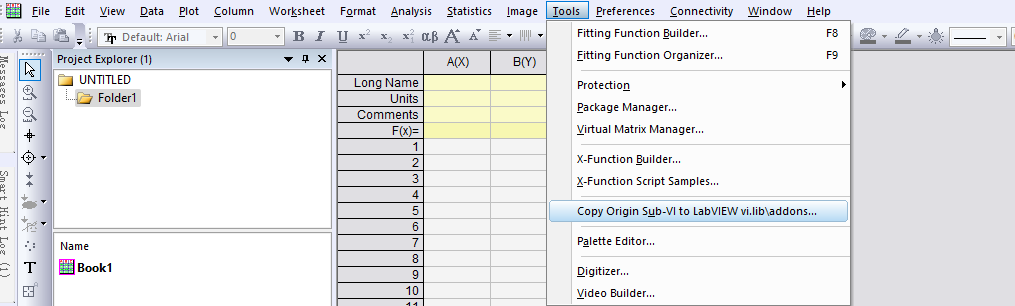 File Edit View Data Plot Column Worksheet Format Analysis Statistics Image Tools Preferences Connectivity Window Help
Default: Arial 0 B I U x² x₂ x₁² αβ A A
Messages Log
Smart Hint Log (1)
Project Explorer (1)
UNTITLED
Folder1
Name
Book1
T
A(X) B(Y)
Long Name
Units
Comments
F(x)=
1
2
3
4
5
6
7
8
9
10
11
Fitting Function Builder... F8
Fitting Function Organizer... F9
Protection
Package Manager...
Virtual Matrix Manager...
X-Function Builder...
X-Function Script Samples...
Copy Origin Sub-VI to LabVIEW vi.lib\addons...
Palette Editor...
Digitizer...
Video Builder...